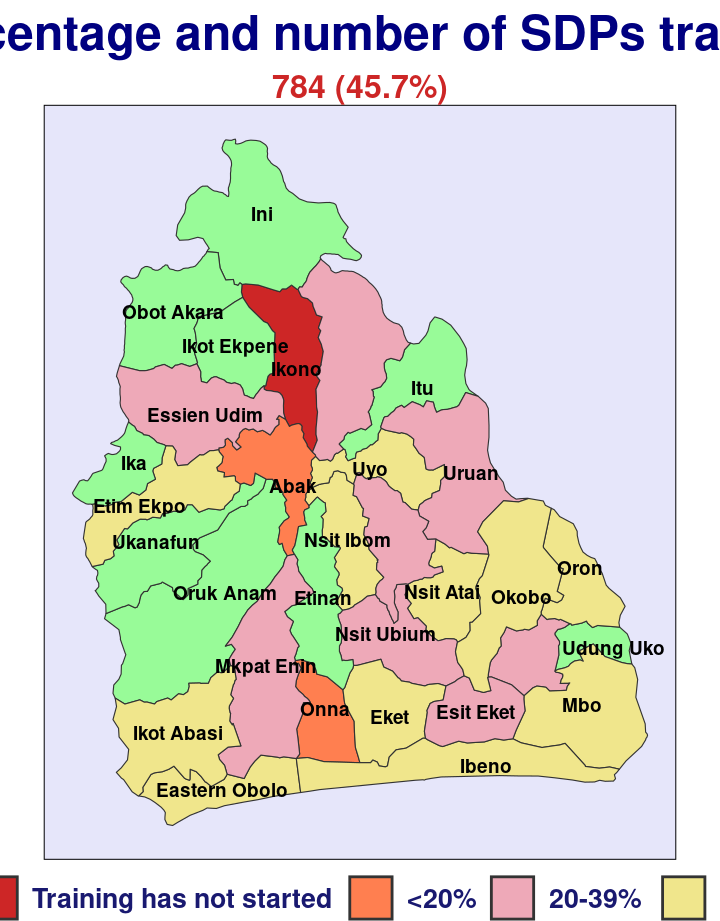 centage and number of SDPs tra
784 (45.7%)
Ini
Obot Akara
Ikot Ekpene
Ikono
Itu
Essien Udim
Ika
Uyo
Uruan
Abak
Etim Ekpo
Ukanafun
Nsit Ibom
Oron
Oruk Anam
Etinan
Nsit Atai
Okobo
Nsit Ubium
Udung Uko
Mkpat Enin
Onna
Eket
Esit Eket
Mbo
Ikot Abasi
Ibeno
Eastern Obolo
Training has not started <20% 20-39%